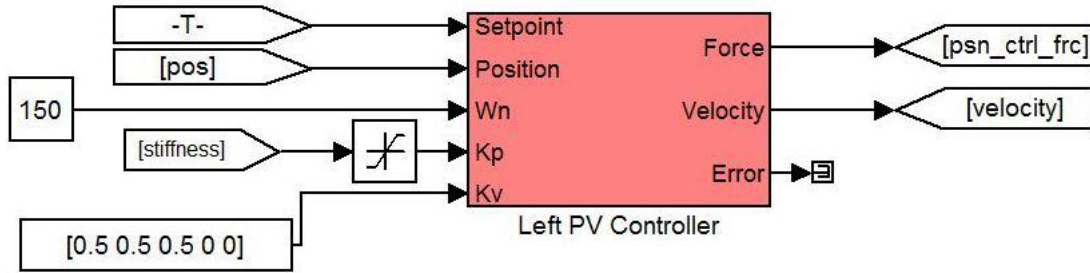 -T-
Setpoint
[pos]
Position
150
Wn
[stiffness]
Kp
[0.5 0.5 0.5 0 0]
Kv
Force
[psn_ctrl_frc]
Velocity
[velocity]
Error
Left PV Controller